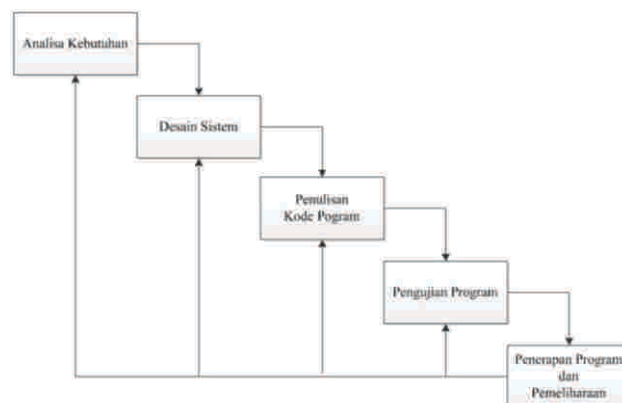 Analisa Kebutuhan
Desain Sistem
Penulisan
Kode Pogram
Pengujian Program
Penerapan Program
dan
Pemeliharaan